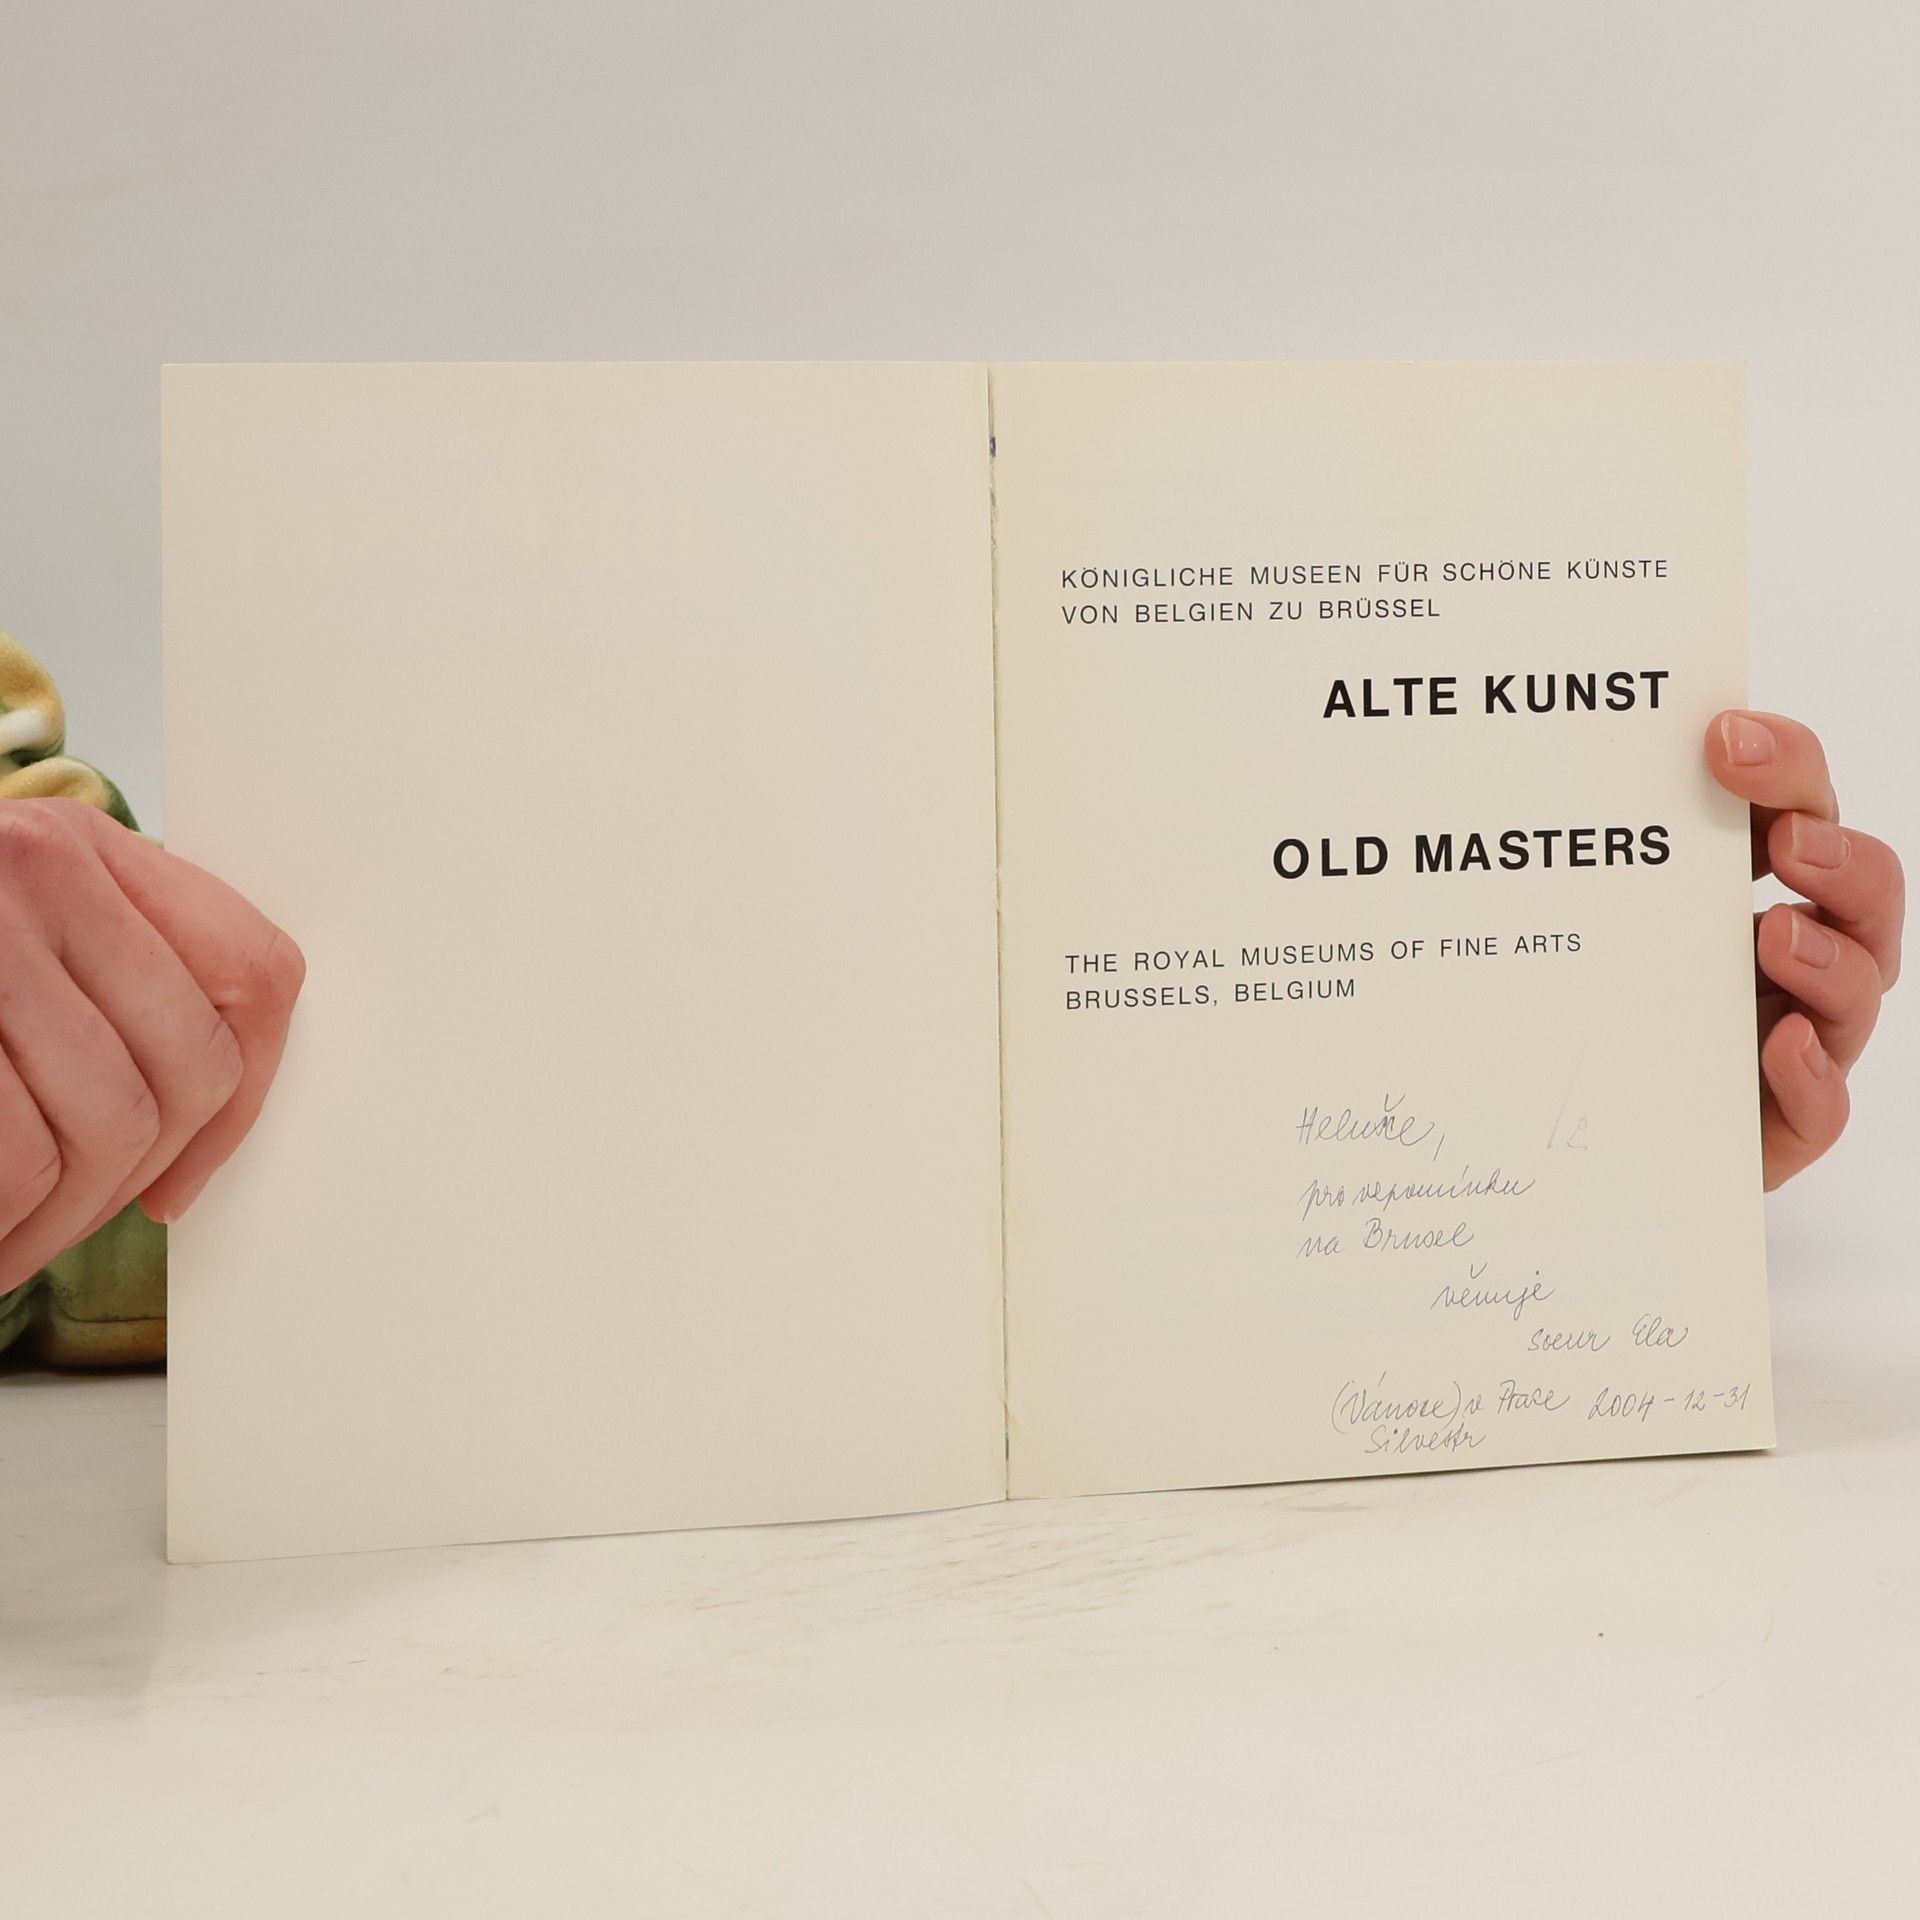 KÖNIGLICHE MUSEEN FÜR SCHÖNE KÜNSTE
VON BELGIEN ZU BRÜSSEL
ALTE KUNST
OLD MASTERS
THE ROYAL MUSEUMS OF FINE ARTS
BRUSSELS, BELGIUM
Helušce,
pro vzpomínku
na Brusel
věnuje
soeur Ela
(Vánoce) v Praze 2004-12-31
Silvestr